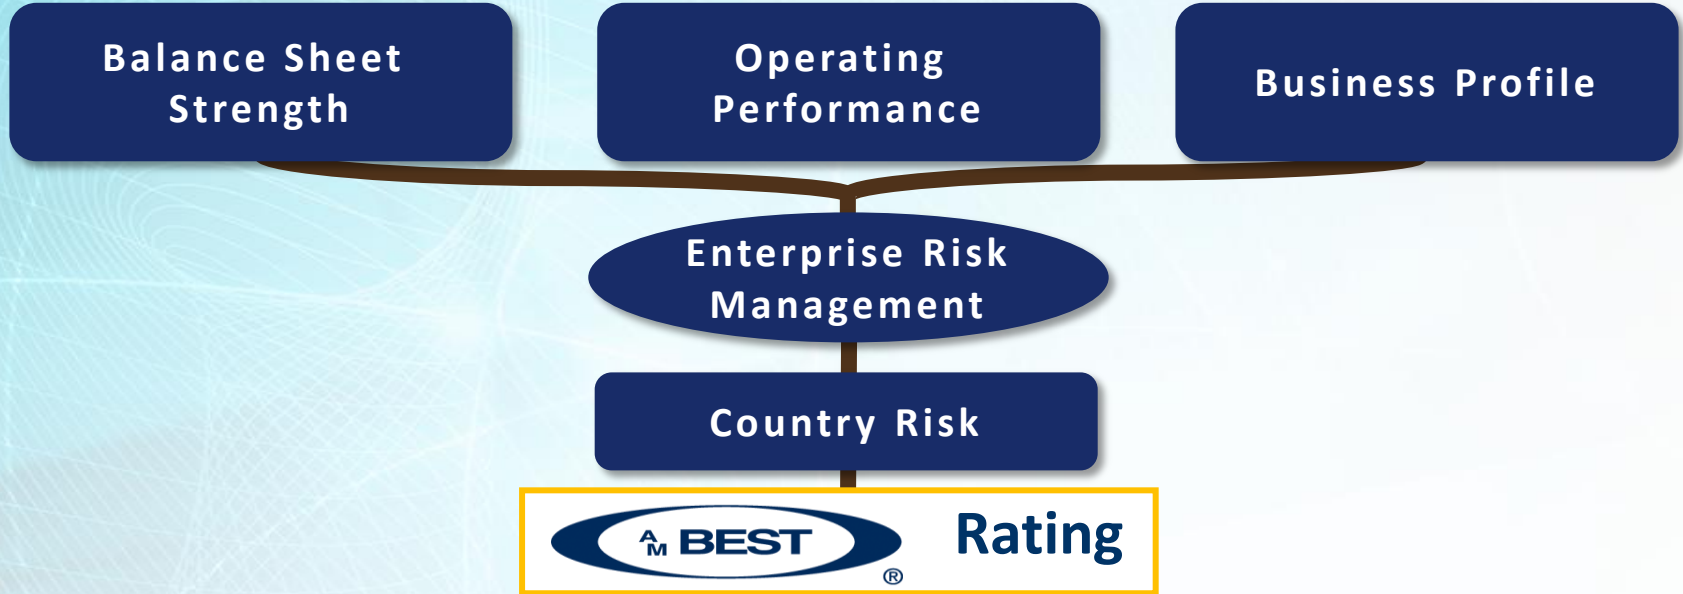 Balance Sheet
Strength
Operating
Performance
Business Profile
Enterprise Risk
Management
Country Risk
AM BEST ®
Rating